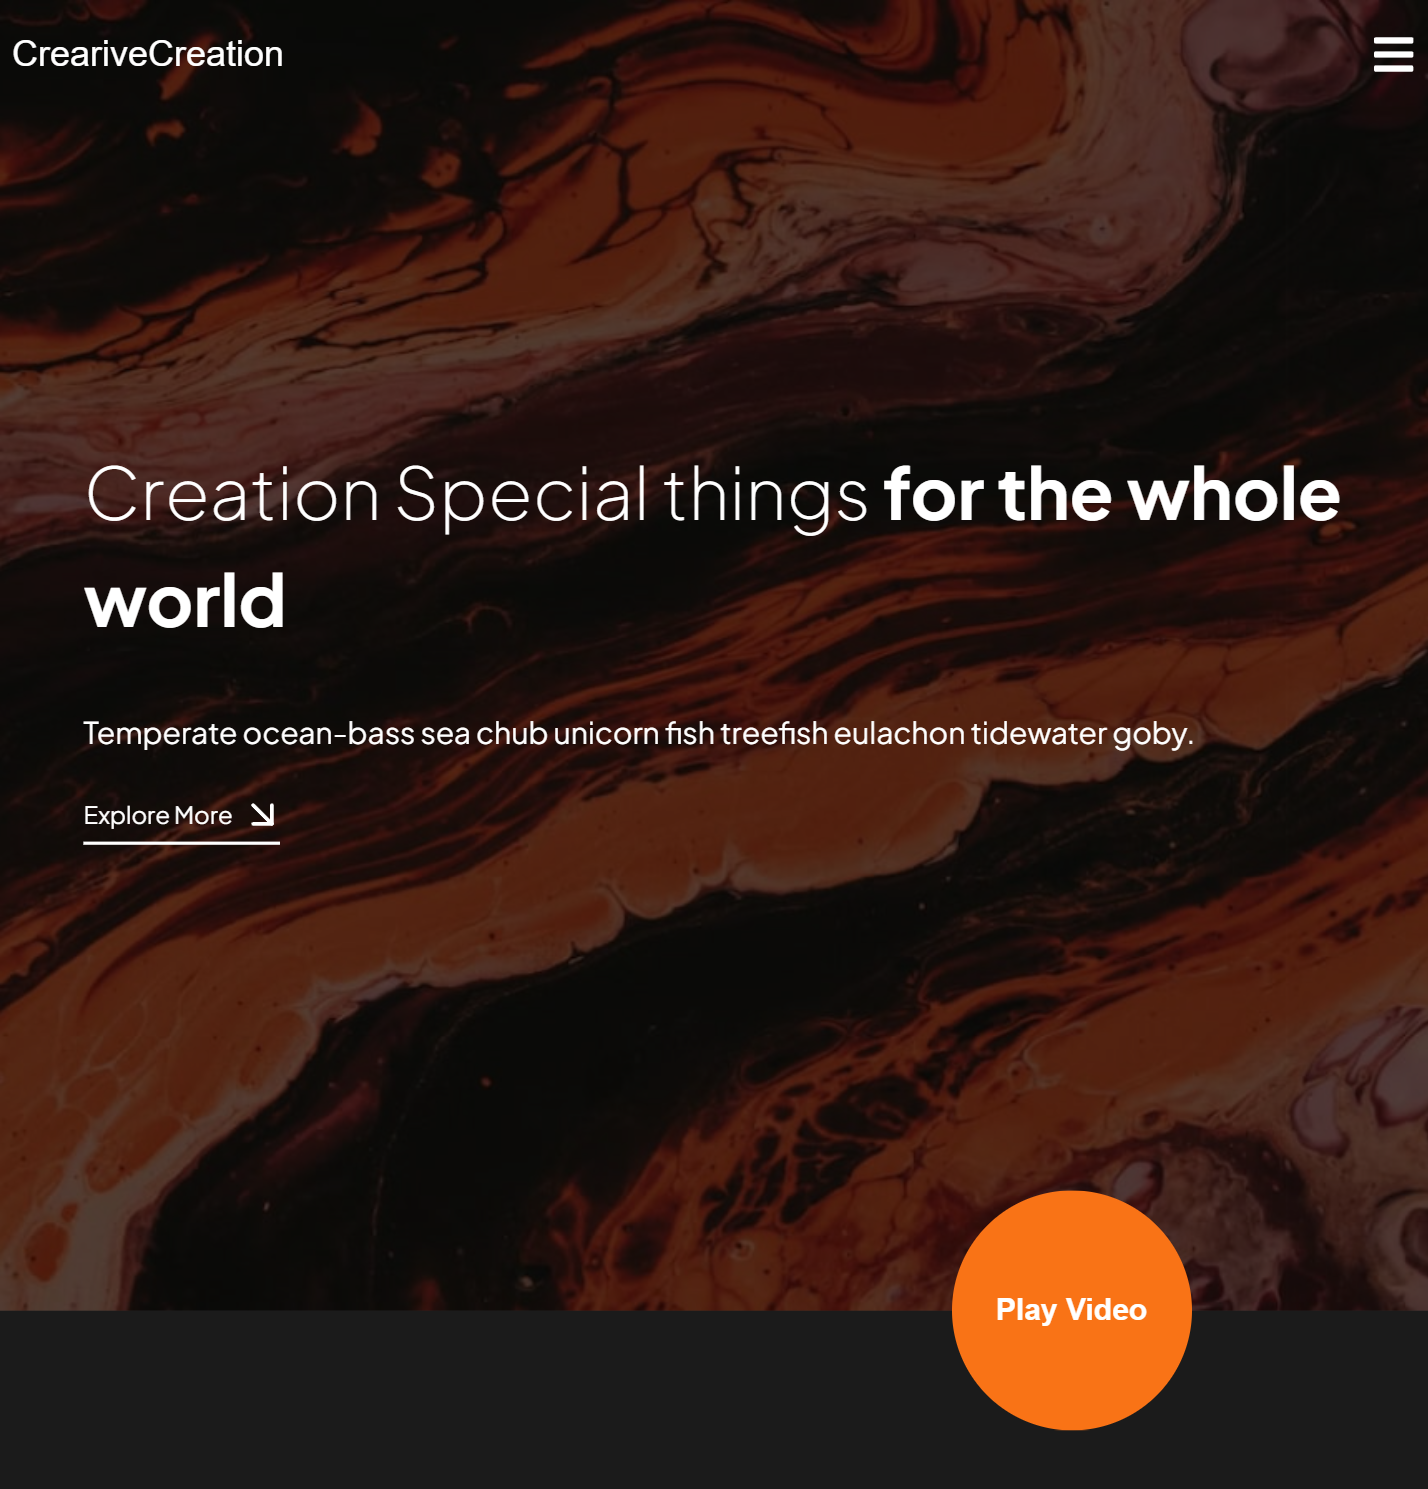 CreariveCreation
Creation Special things for the whole
world
Temperate ocean-bass sea chub unicorn fish treefish eulachon tidewater goby.
Explore More
Play Video